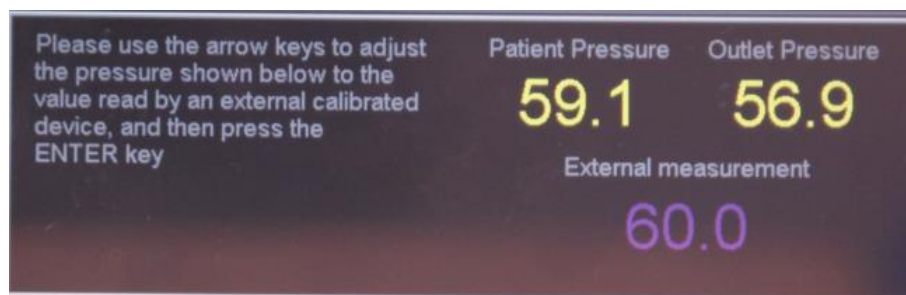 Please use the arrow keys to adjust
the pressure shown below to the
value read by an external calibrated
device, and then press the
ENTER key
Patient Pressure Outlet Pressure
59.1 56.9
External measurement
60.0